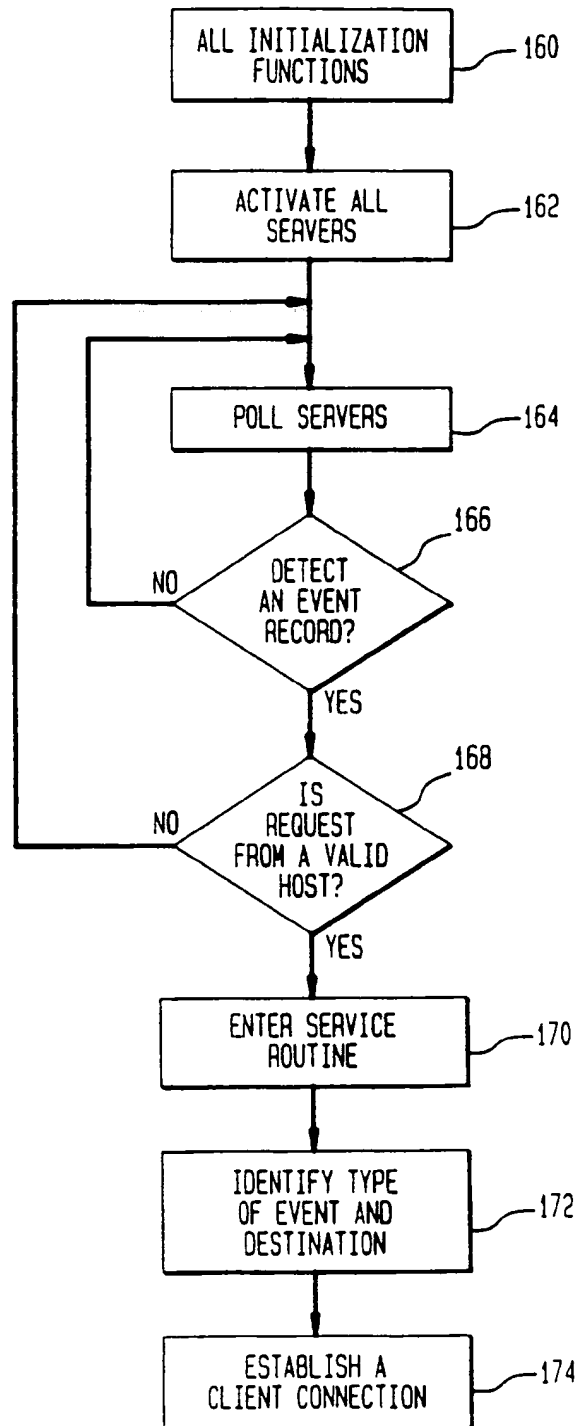 ALL INITIALIZATION
FUNCTIONS
160
ACTIVATE ALL
SERVERS
162
POLL SERVERS
164
166
DETECT
AN EVENT
RECORD?
NO
YES
168
IS
REQUEST
FROM A VALID
HOST?
NO
YES
ENTER SERVICE
ROUTINE
170
IDENTIFY TYPE
OF EVENT AND
DESTINATION
172
ESTABLISH A
CLIENT CONNECTION
174